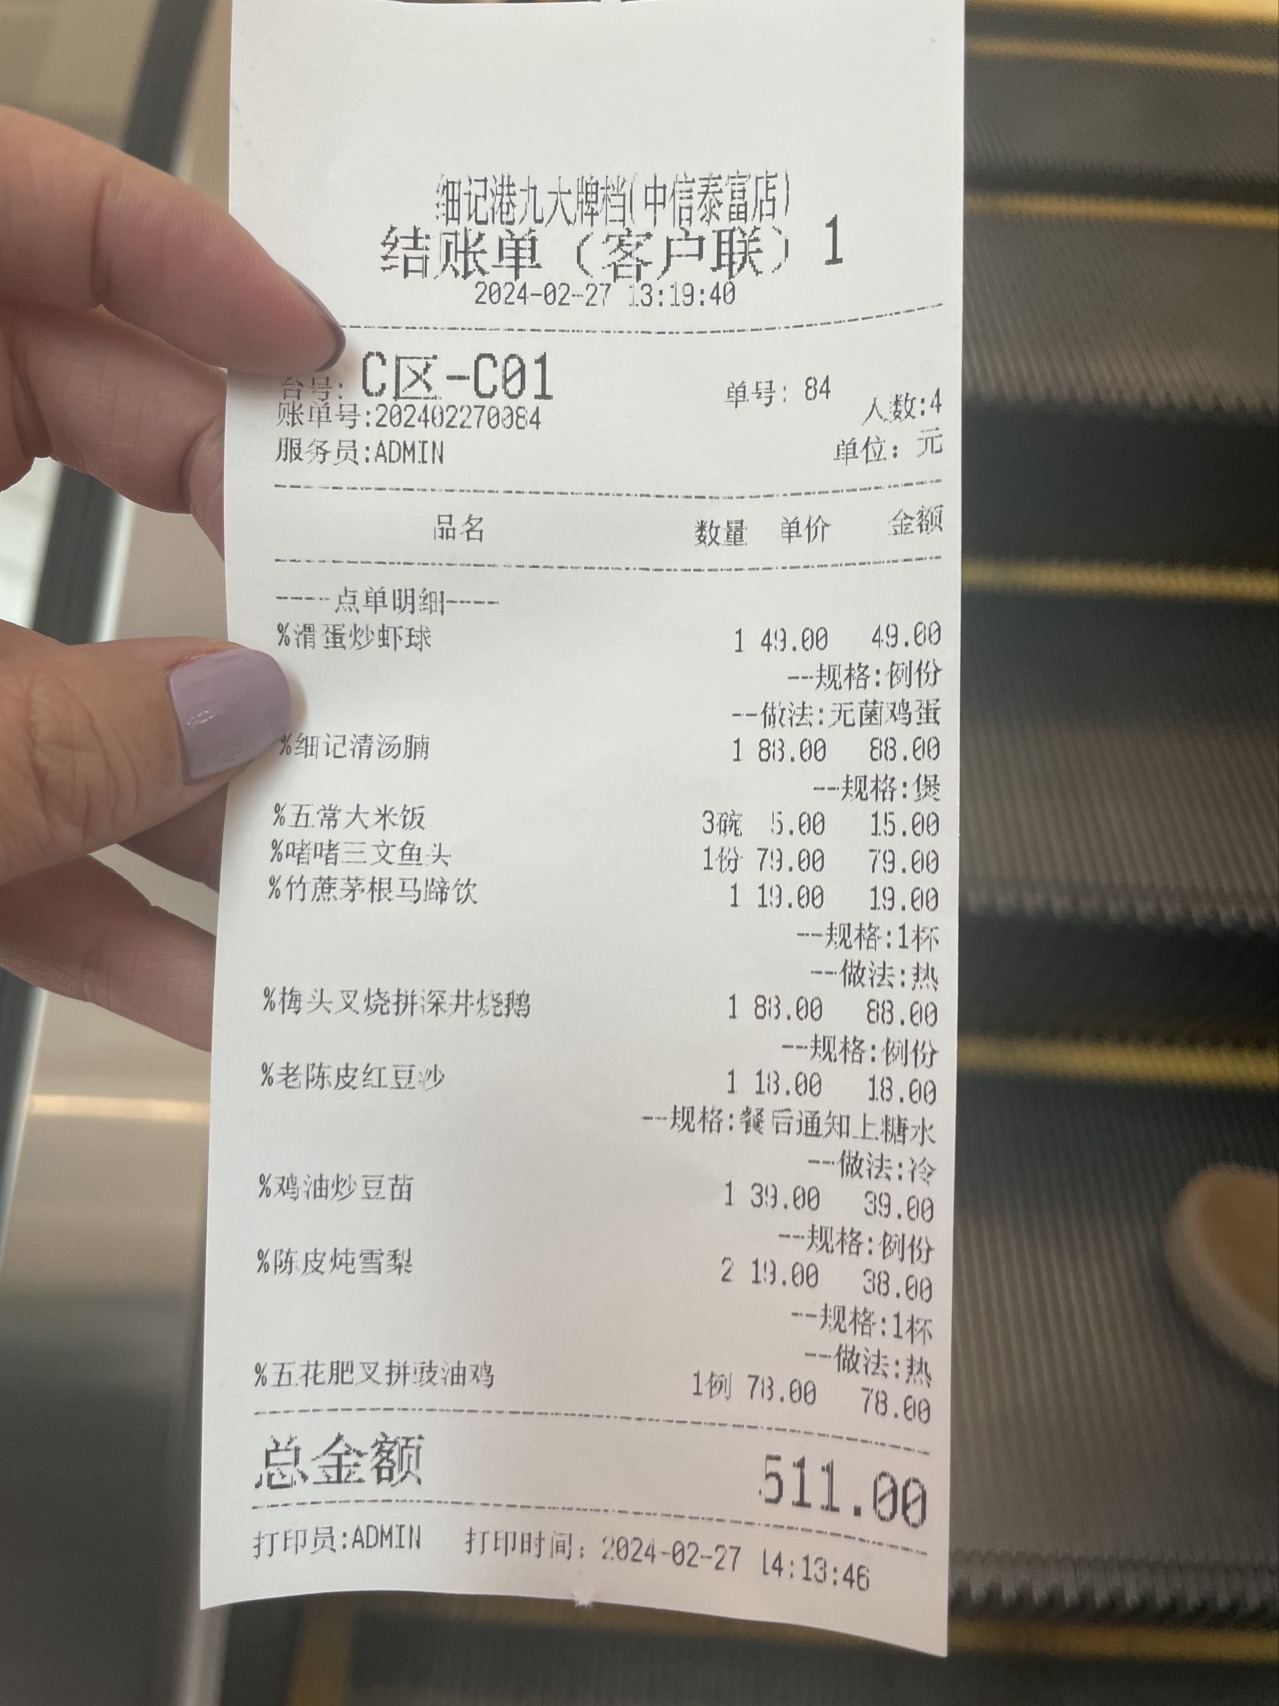 细记港九大牌档(中信泰富店)
结账单（客户联）1
2024-02-27 13:19:40
台号: C区-C01 单号: 84 人数:4
账单号:202402270084
服务员:ADMIN 单位: 元
品名 数量 单价 金额
-----点单明细-----
%滑蛋炒虾球 1 49.00 49.00
--规格:例份
--做法:无菌鸡蛋
%细记清汤腩 1 88.00 88.00
--规格:煲
%五常大米饭 3碗 5.00 15.00
%啫啫三文鱼头 1份 79.00 79.00
%竹蔗茅根马蹄饮 1 19.00 19.00
--规格:1杯
--做法:热
%梅头叉烧拼深井烧鹅 1 88.00 88.00
--规格:例份
%老陈皮红豆沙 1 18.00 18.00
--规格:餐后通知上糖水
--做法:冷
%鸡油炒豆苗 1 39.00 39.00
--规格:例份
%陈皮炖雪梨 2 19.00 38.00
--规格:1杯
--做法:热
%五花肥叉拼豉油鸡 1例 78.00 78.00
总金额 511.00
打印员:ADMIN 打印时间: 2024-02-27 14:13:46